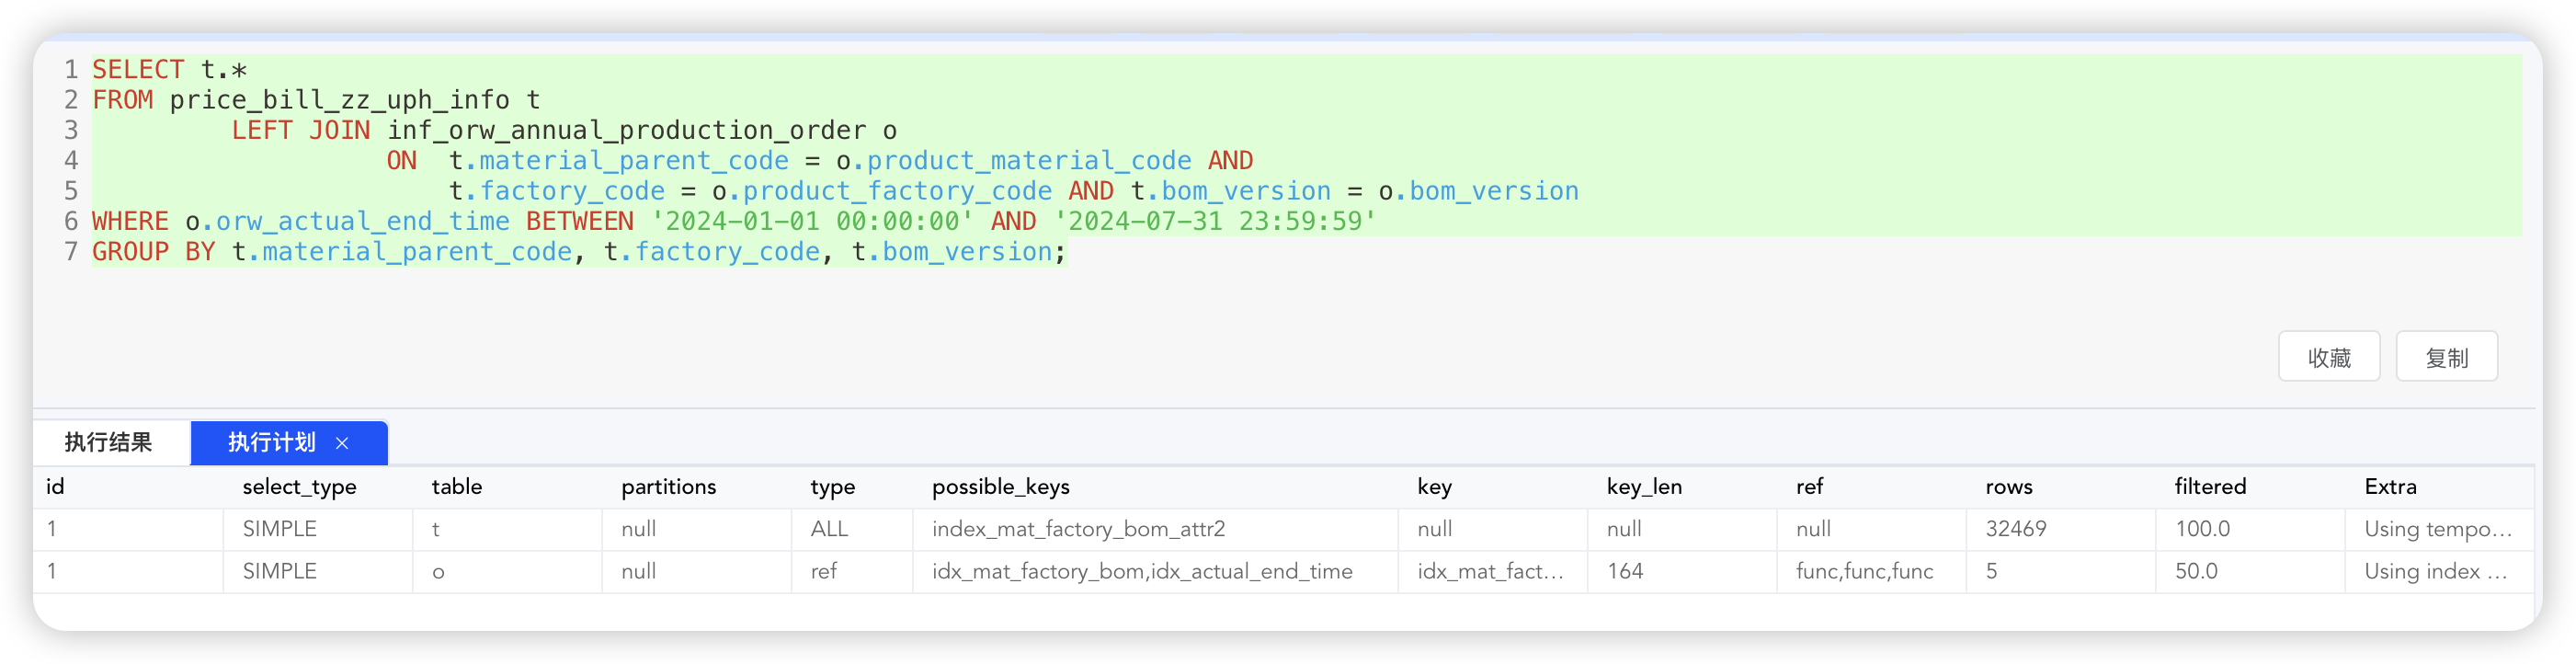 1 SELECT t.*
2 FROM price_bill_zz_uph_info t
3 LEFT JOIN inf_orw_annual_production_order o
4 ON t.material_parent_code = o.product_material_code AND
5 t.factory_code = o.product_factory_code AND t.bom_version = o.bom_version
6 WHERE o.orw_actual_end_time BETWEEN '2024-01-01 00:00:00' AND '2024-07-31 23:59:59'
7 GROUP BY t.material_parent_code, t.factory_code, t.bom_version;
收藏 复制
执行结果 执行计划 ×
id select_type table partitions type possible_keys key key_len ref rows filtered Extra
1 SIMPLE t null ALL index_mat_factory_bom_attr2 null null null 32469 100.0 Using tempo...
1 SIMPLE o null ref idx_mat_factory_bom,idx_actual_end_time idx_mat_fact... 164 func,func,func 5 50.0 Using index ...